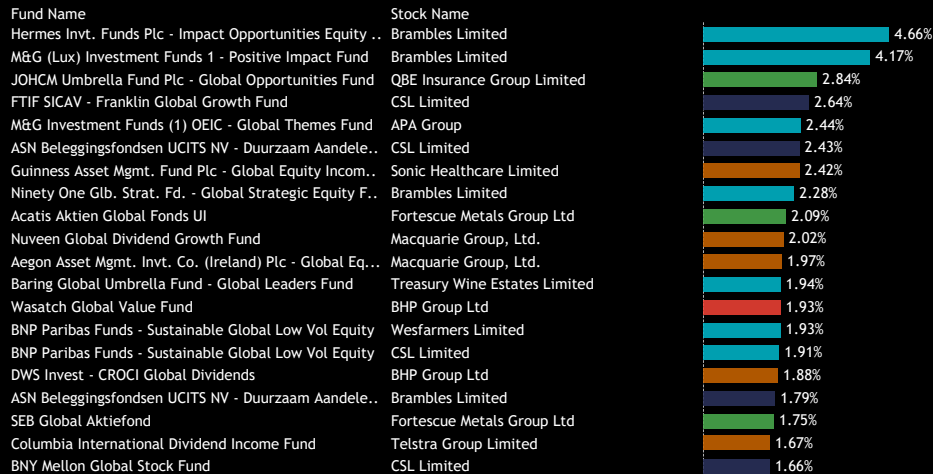 Fund Name Stock Name
Hermes Invt. Funds Plc - Impact Opportunities Equity .. Brambles Limited 4.66%
M&G (Lux) Investment Funds 1 - Positive Impact Fund Brambles Limited 4.17%
JOHCM Umbrella Fund Plc - Global Opportunities Fund QBE Insurance Group Limited 2.84%
FTIF SICAV - Franklin Global Growth Fund CSL Limited 2.64%
M&G Investment Funds (1) OEIC - Global Themes Fund APA Group 2.44%
ASN Beleggingsfondsen UCITS NV - Duurzaam Aandele.. CSL Limited 2.43%
Guinness Asset Mgmt. Fund Plc - Global Equity Incom.. Sonic Healthcare Limited 2.42%
Ninety One Glb. Strat. Fd. - Global Strategic Equity F.. Brambles Limited 2.28%
Acatis Aktien Global Fonds UI Fortescue Metals Group Ltd 2.09%
Nuveen Global Dividend Growth Fund Macquarie Group, Ltd. 2.02%
Aegon Asset Mgmt. Invt. Co. (Ireland) Plc - Global Eq... Macquarie Group, Ltd. 1.97%
Baring Global Umbrella Fund - Global Leaders Fund Treasury Wine Estates Limited 1.94%
Wasatch Global Value Fund BHP Group Ltd 1.93%
BNP Paribas Funds - Sustainable Global Low Vol Equity Wesfarmers Limited 1.93%
BNP Paribas Funds - Sustainable Global Low Vol Equity CSL Limited 1.91%
DWS Invest - CROCI Global Dividends BHP Group Ltd 1.88%
ASN Beleggingsfondsen UCITS NV - Duurzaam Aandele.. Brambles Limited 1.79%
SEB Global Aktiefond Fortescue Metals Group Ltd 1.75%
Columbia International Dividend Income Fund Telstra Group Limited 1.67%
BNY Mellon Global Stock Fund CSL Limited 1.66%